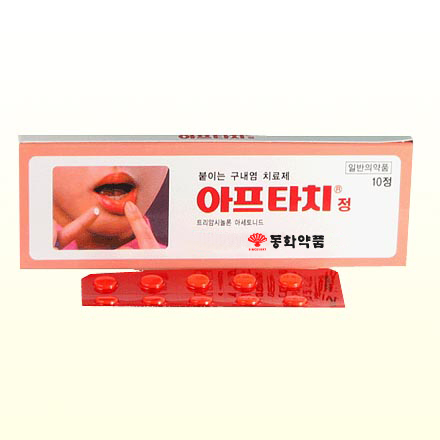 붙이는 구내염 치료제
일반의약품
아프타치® 정
10정
트리암시놀론 아세토니드
동화약품